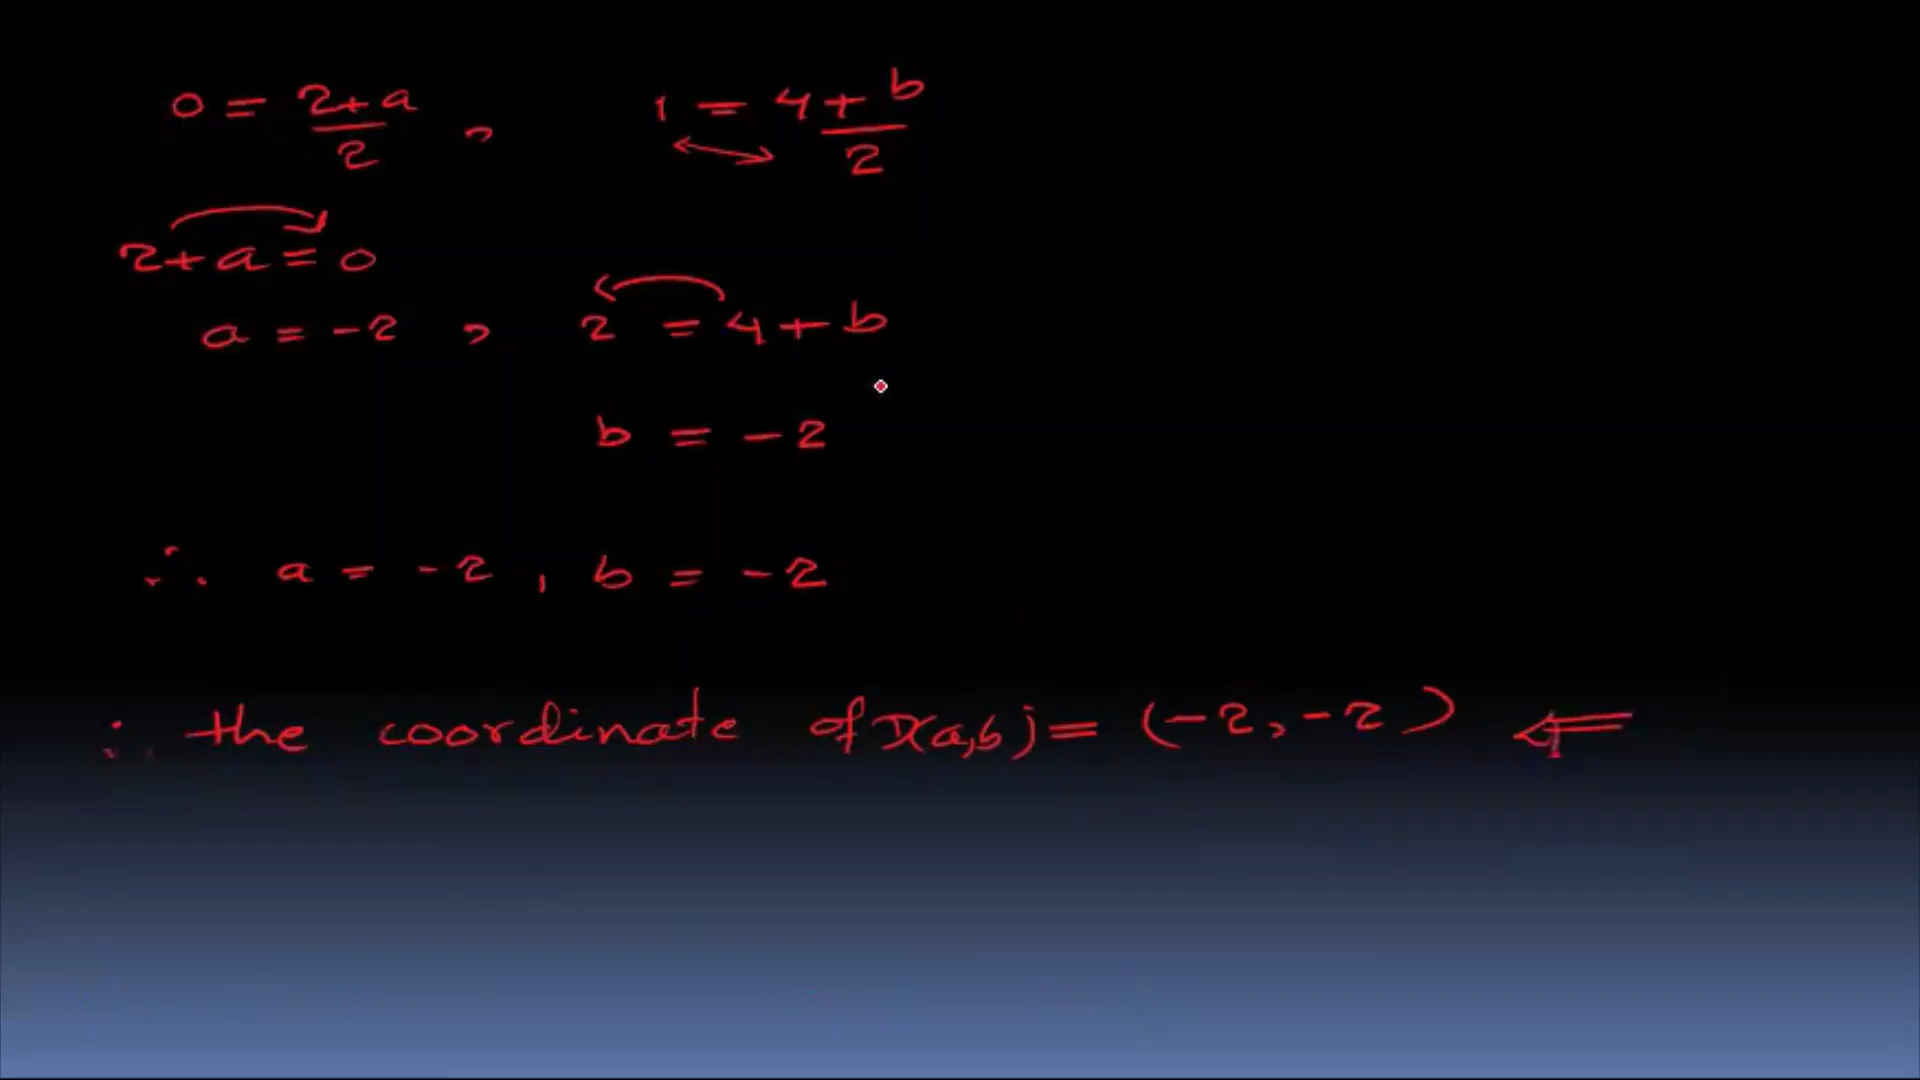 0 = 2+a/2 , 1 = 4+b/2
2+a=0
a = -2 , 2 = 4+b
b = -2
∴ a = -2 , b = -2
∴ the coordinate of X(a,b) = (-2,-2) ⇐